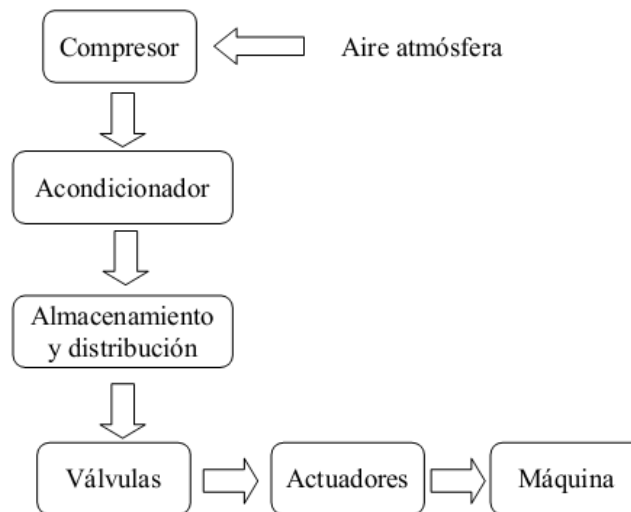 Compresor
Aire atmósfera
Acondicionador
Almacenamiento
y distribución
Válvulas
Actuadores
Máquina